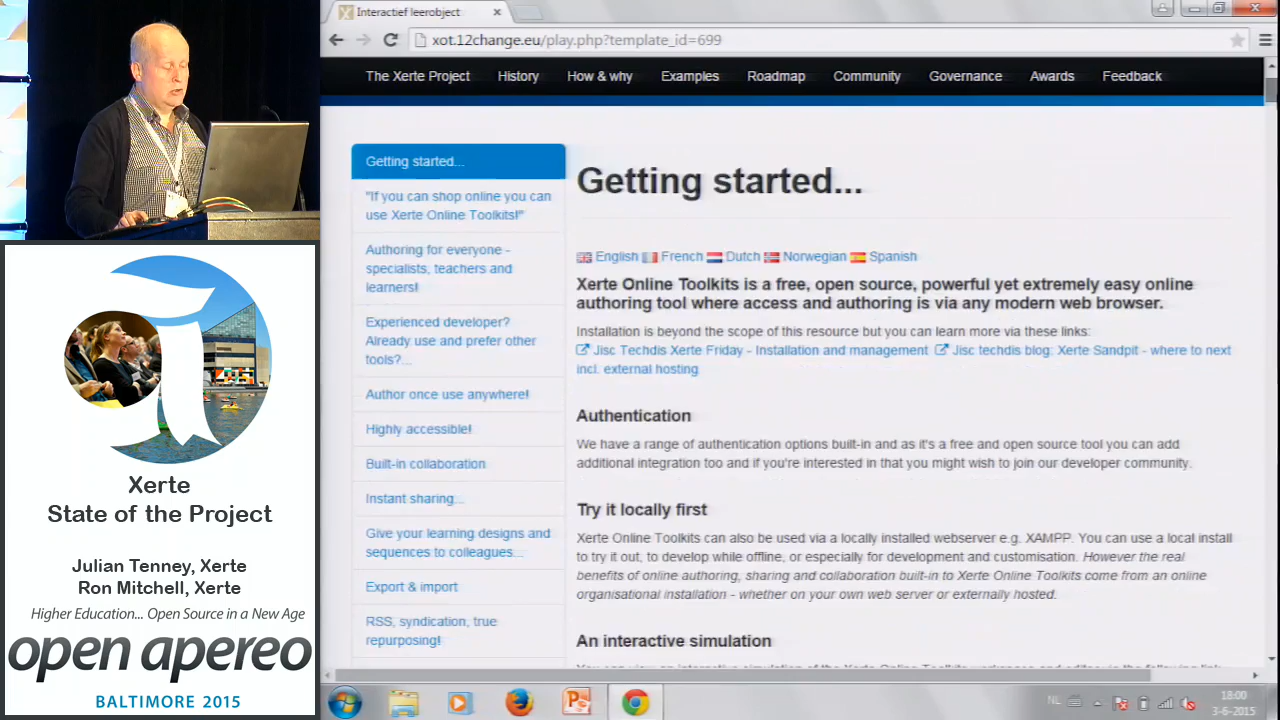 Interactief leerobject
xot.12change.eu/play.php?template_id=699
The Xerte Project History How & why Examples Roadmap Community Governance Awards Feedback
Getting started...
"If you can shop online you can
use Xerte Online Toolkits!"
Authoring for everyone -
specialists, teachers and
learners!
Experienced developer?
Already use and prefer other
tools?...
Author once use anywhere!
Highly accessible!
Built-in collaboration
Instant sharing...
Give your learning designs and
sequences to colleagues...
Export & import
RSS, syndication, true
repurposing!
Getting started...
English French Dutch Norwegian Spanish
Xerte Online Toolkits is a free, open source, powerful yet extremely easy online
authoring tool where access and authoring is via any modern web browser.
Installation is beyond the scope of this resource but you can learn more via these links:
Jisc Techdis Xerte Friday - Installation and management Jisc techdis blog: Xerte Sandpit - where to next
incl. external hosting
Authentication
We have a range of authentication options built-in and as it's a free and open source tool you can add
additional integration too and if you're interested in that you might wish to join our developer community.
Try it locally first
Xerte Online Toolkits can also be used via a locally installed webserver e.g. XAMPP. You can use a local install
to try it out, to develop while offline, or especially for development and customisation. However the real
benefits of online authoring, sharing and collaboration built-in to Xerte Online Toolkits come from an online
organisational installation - whether on your own web server or externally hosted.
An interactive simulation
NL
18:00
3-6-2015
Xerte
State of the Project
Julian Tenney, Xerte
Ron Mitchell, Xerte
Higher Education... Open Source in a New Age
open apereo
BALTIMORE 2015